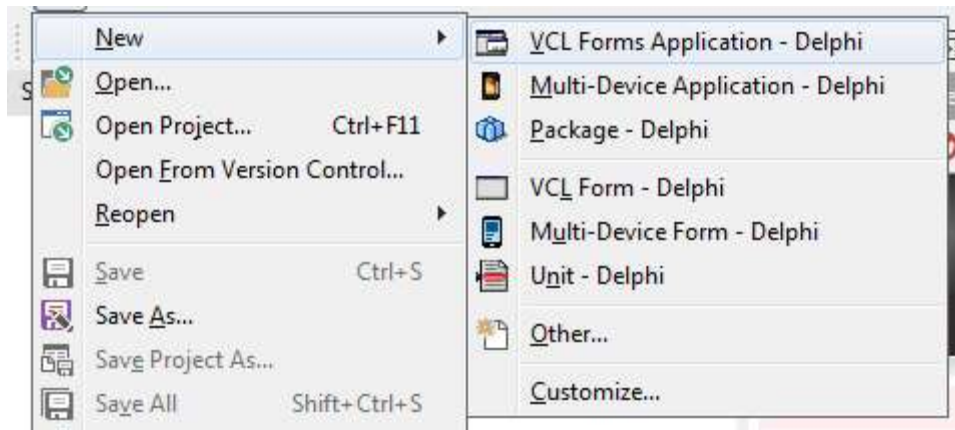 New
Open...
Open Project... Ctrl+F11
Open From Version Control...
Reopen
Save Ctrl+S
Save As...
Save Project As...
Save All Shift+Ctrl+S
VCL Forms Application - Delphi
Multi-Device Application - Delphi
Package - Delphi
VCL Form - Delphi
Multi-Device Form - Delphi
Unit - Delphi
Other...
Customize...